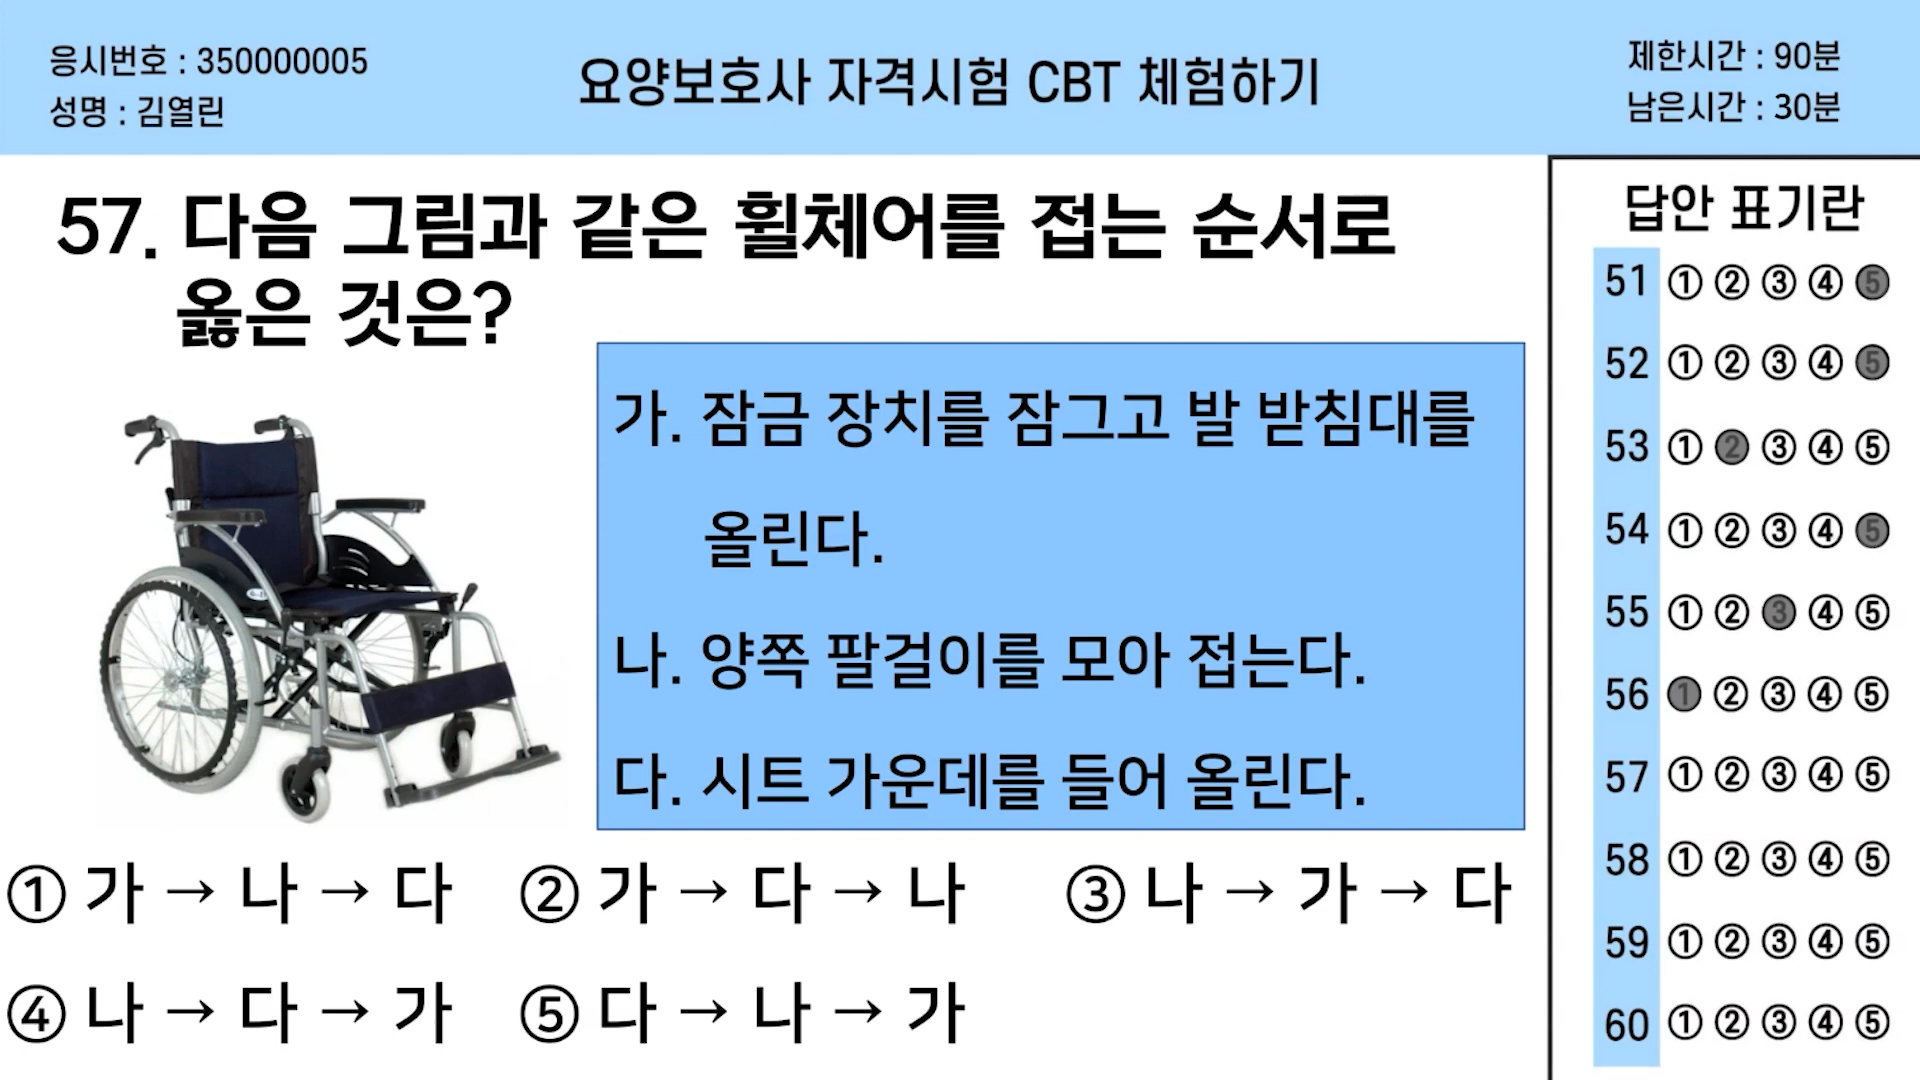 응시번호 : 350000005
성명 : 김열린
요양보호사 자격시험 CBT 체험하기
제한시간 : 90분
남은시간 : 30분
57. 다음 그림과 같은 휠체어를 접는 순서로
옳은 것은?
가. 잠금 장치를 잠그고 발 받침대를
올린다.
나. 양쪽 팔걸이를 모아 접는다.
다. 시트 가운데를 들어 올린다.
① 가 → 나 → 다 ② 가 → 다 → 나 ③ 나 → 가 → 다
④ 나 → 다 → 가 ⑤ 다 → 나 → 가
답안 표기란
51 ① ② ③ ④ ⑤
52 ① ② ③ ④ ⑤
53 ① ② ③ ④ ⑤
54 ① ② ③ ④ ⑤
55 ① ② ③ ④ ⑤
56 ① ② ③ ④ ⑤
57 ① ② ③ ④ ⑤
58 ① ② ③ ④ ⑤
59 ① ② ③ ④ ⑤
60 ① ② ③ ④ ⑤